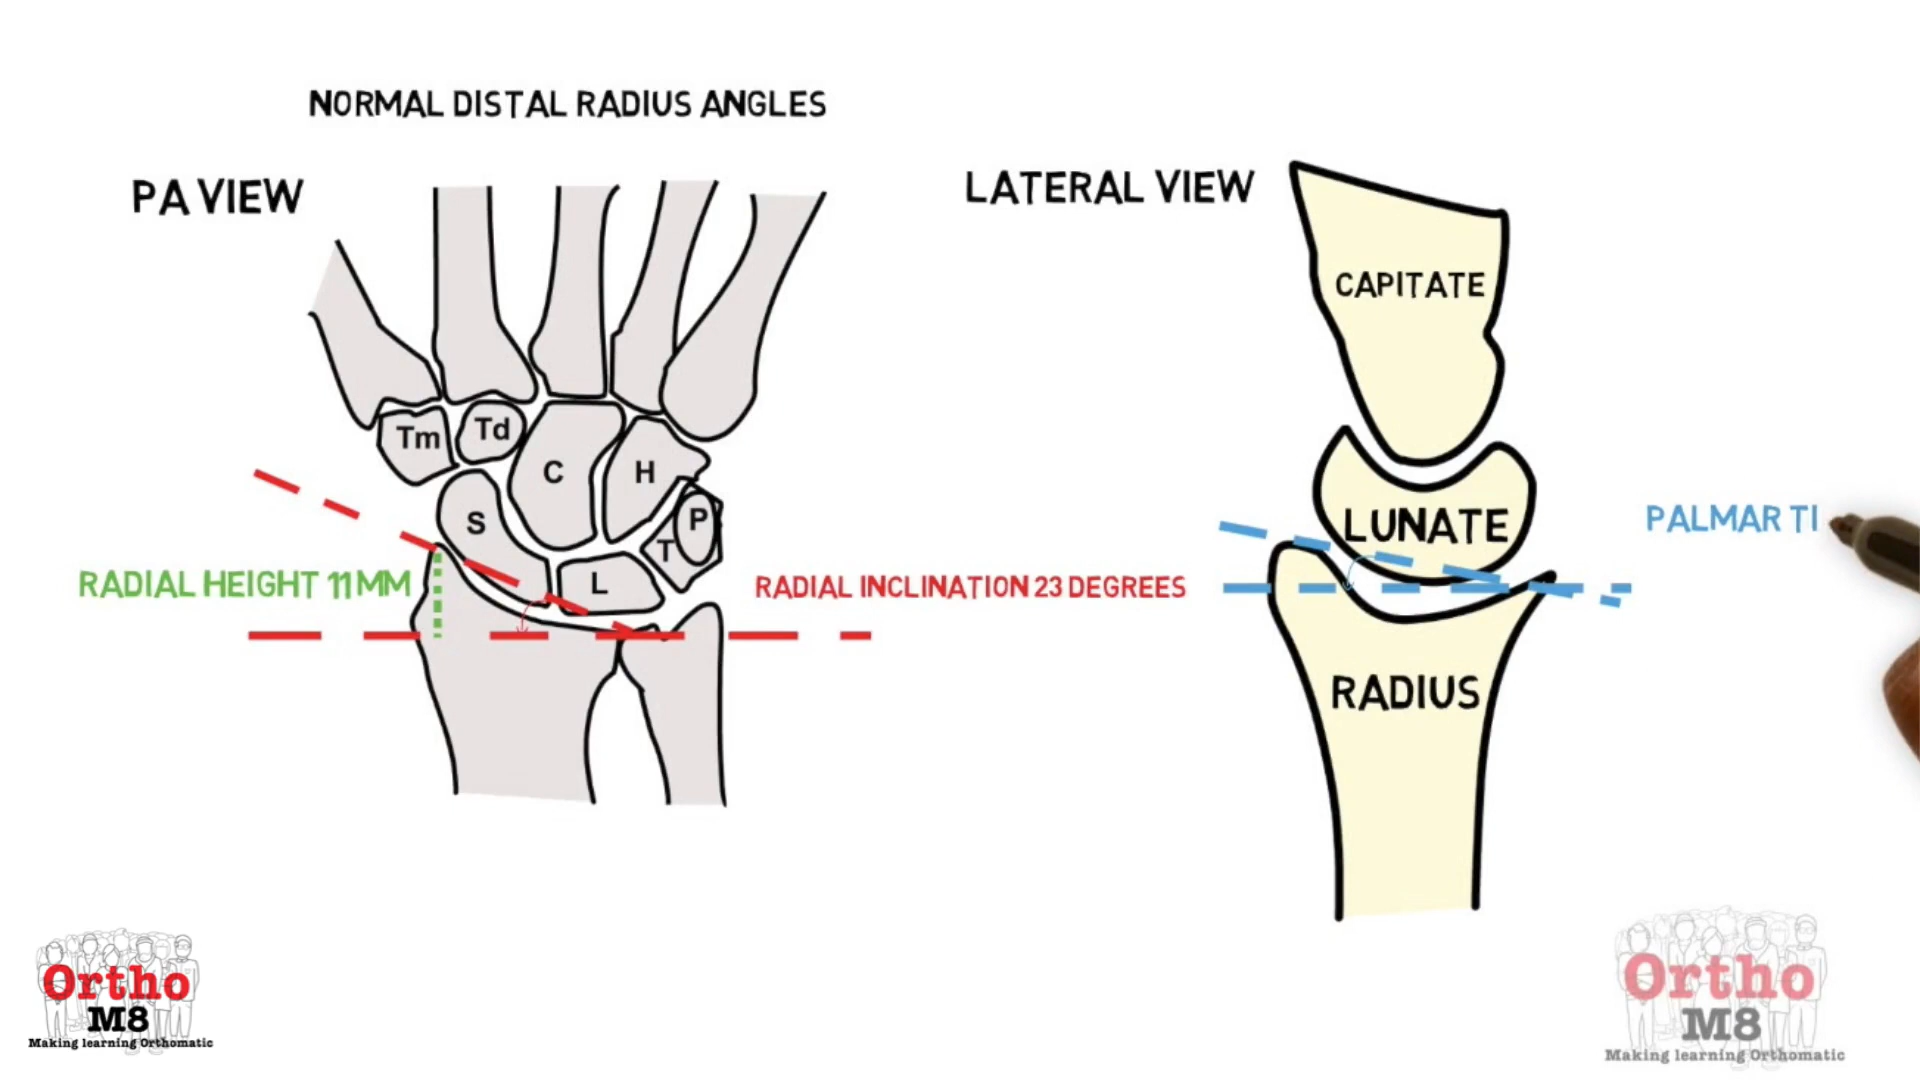 NORMAL DISTAL RADIUS ANGLES
PA VIEW
LATERAL VIEW
CAPITATE
Tm
Td
C
H
S
P
T
L
LUNATE
PALMAR TI
RADIAL HEIGHT 11MM
RADIAL INCLINATION 23 DEGREES
RADIUS
Ortho
M8
Making learning Orthomatic
Ortho
M8
Making learning Orthomatic